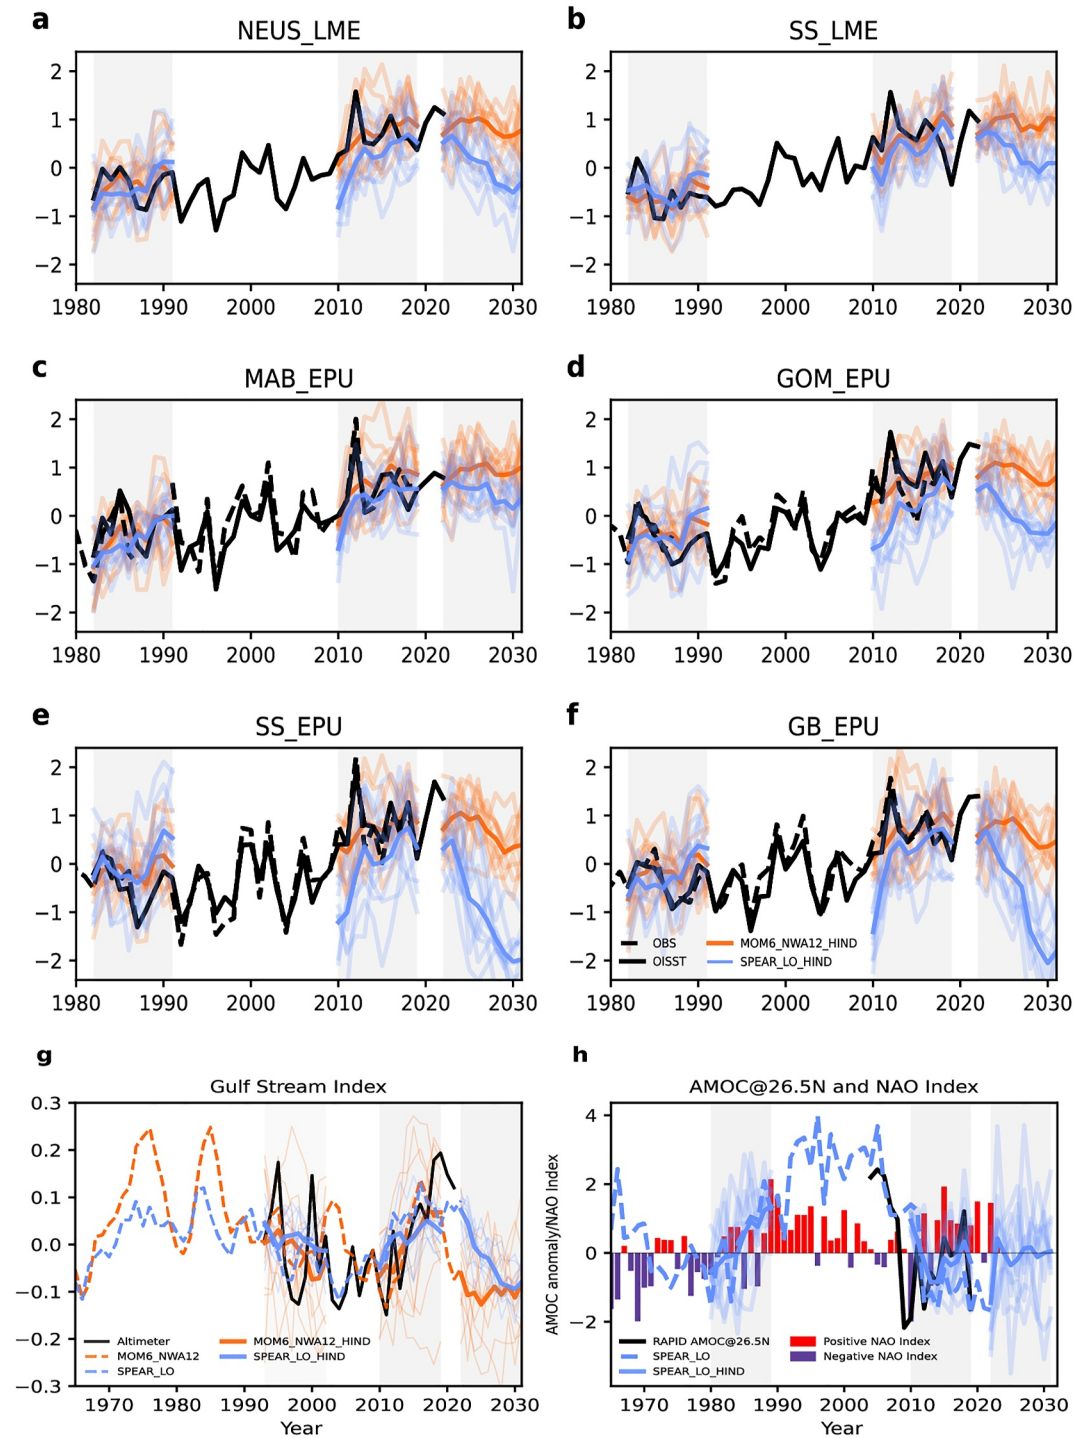 a
NEUS_LME
2
1
0
−1
−2
1980 1990 2000 2010 2020 2030
b
SS_LME
2
1
0
−1
−2
1980 1990 2000 2010 2020 2030
c
MAB_EPU
2
1
0
−1
−2
1980 1990 2000 2010 2020 2030
d
GOM_EPU
2
1
0
−1
−2
1980 1990 2000 2010 2020 2030
e
SS_EPU
2
1
0
−1
−2
1980 1990 2000 2010 2020 2030
f
GB_EPU
2
1
0
−1
−2
OBS
OISST
MOM6_NWA12_HIND
SPEAR_LO_HIND
1980 1990 2000 2010 2020 2030
g
Gulf Stream Index
0.3
0.2
0.1
0.0
−0.1
−0.2
−0.3
Altimeter
MOM6_NWA12
SPEAR_LO
MOM6_NWA12_HIND
SPEAR_LO_HIND
1970 1980 1990 2000 2010 2020 2030
Year
h
AMOC@26.5N and NAO Index
AMOC anomaly/NAO Index
4
2
0
−2
RAPID AMOC@26.5N
SPEAR_LO
SPEAR_LO_HIND
Positive NAO Index
Negative NAO Index
1970 1980 1990 2000 2010 2020 2030
Year